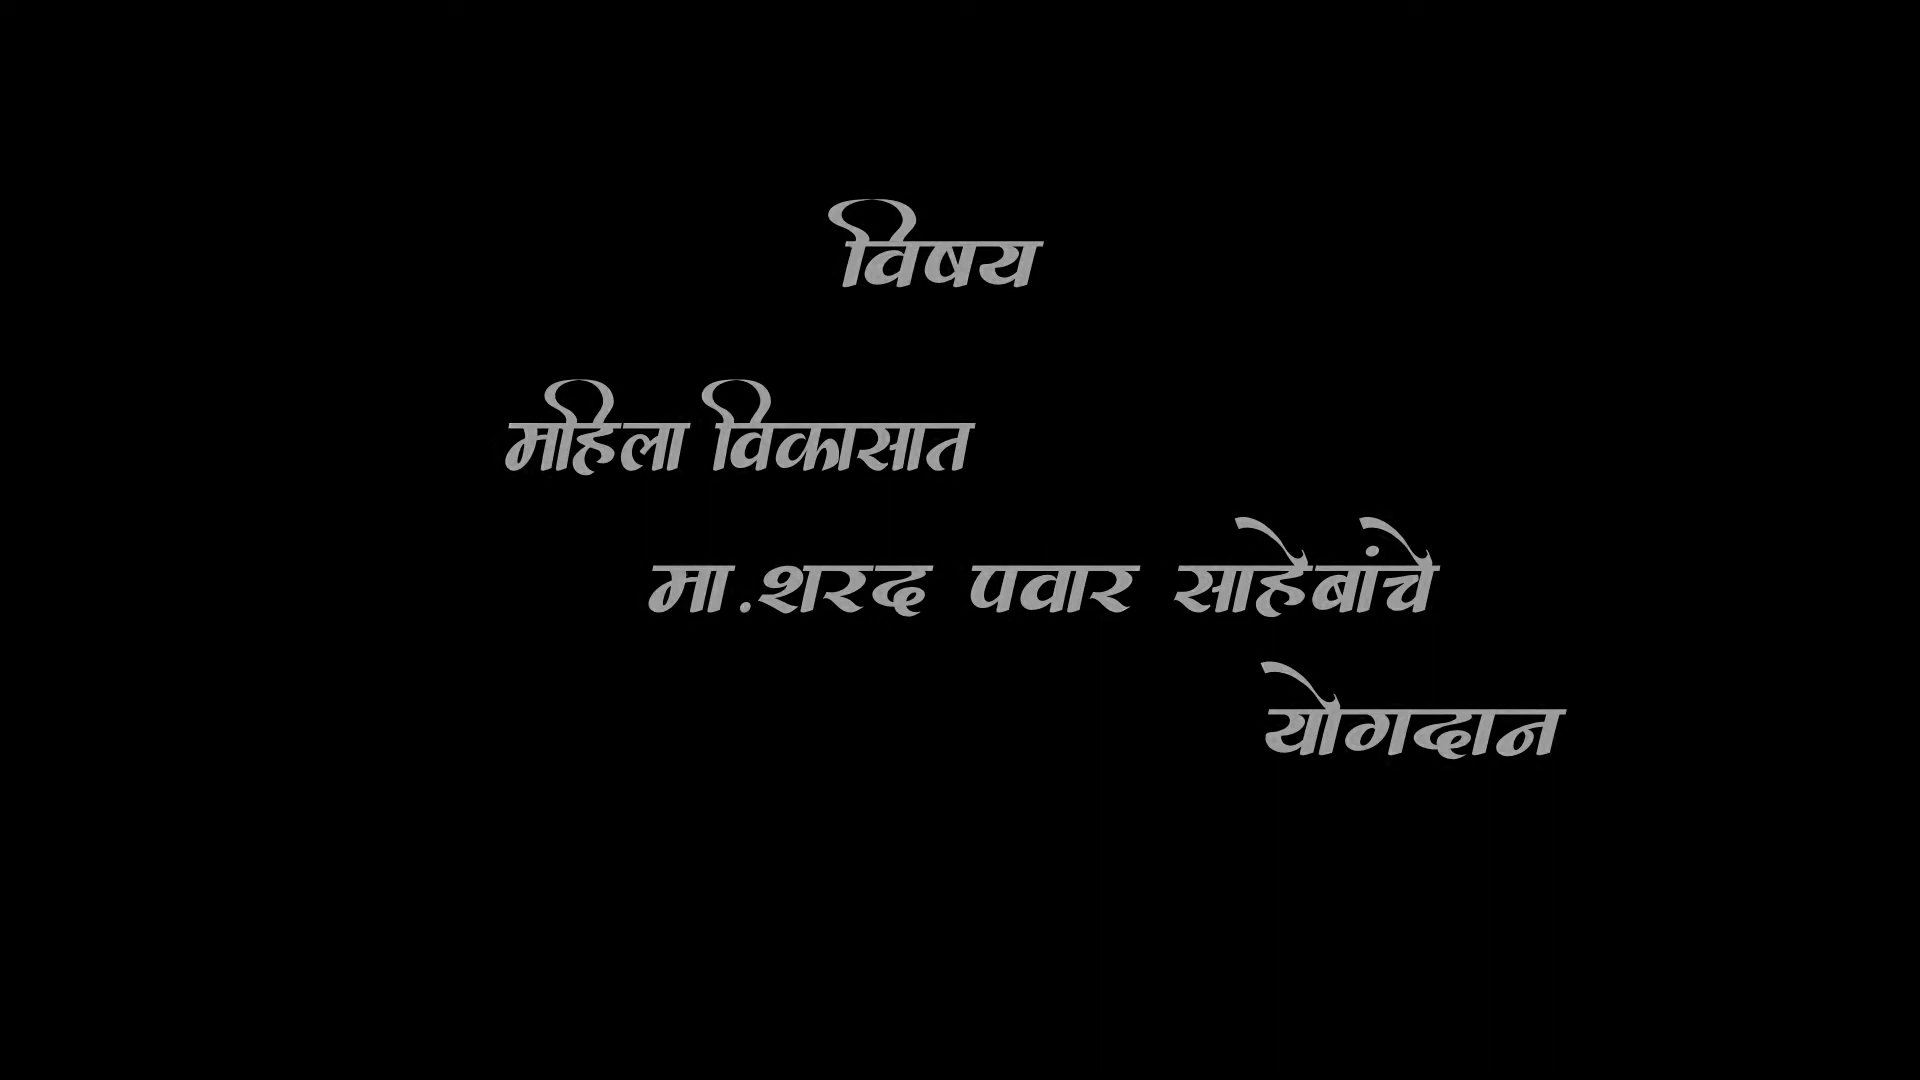 विषय
महिला विकासात
मा.शरद पवार साहेबांचे
योगदान